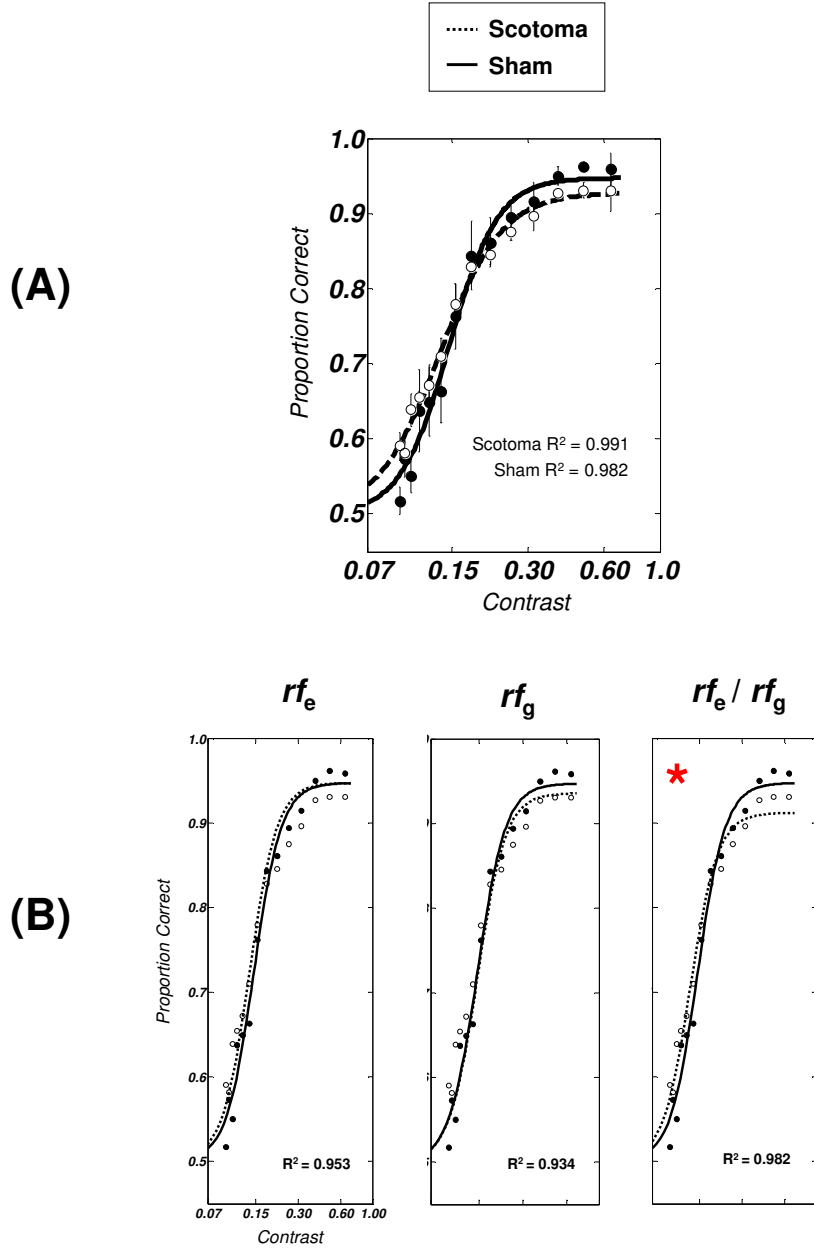 Scotoma
Sham
(A)
Proportion Correct
1.0
0.9
0.8
0.7
0.6
0.5
Scotoma R² = 0.991
Sham R² = 0.982
0.07 0.15 0.30 0.60 1.0
Contrast
rfe rfg rfe / rfg
(B)
Proportion Correct
1.0
0.9
0.8
0.7
0.6
0.5
*
R² = 0.953 R² = 0.934 R² = 0.982
0.07 0.15 0.30 0.60 1.00
Contrast